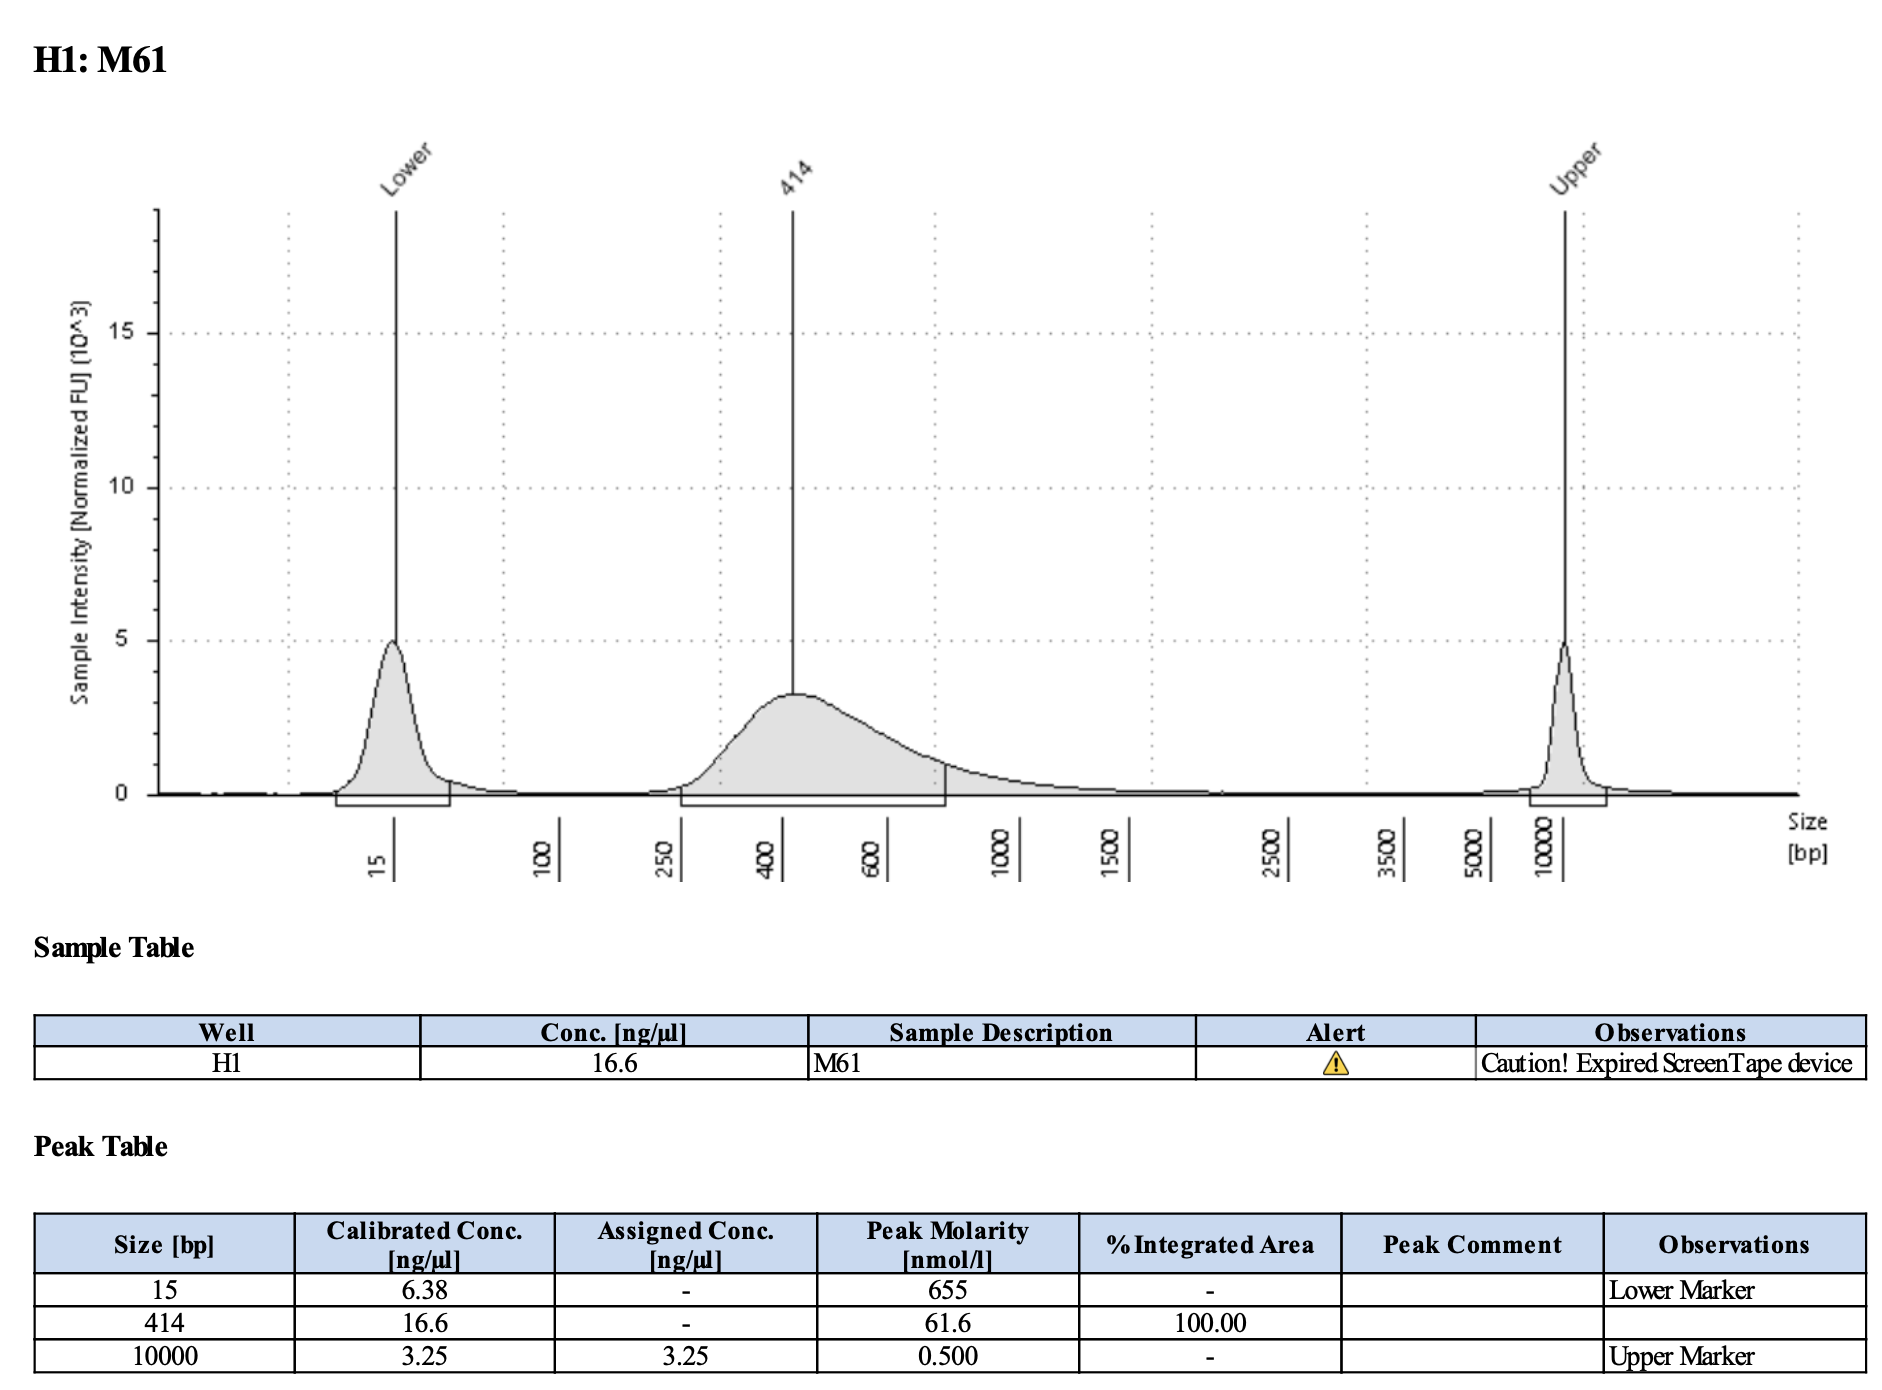 H1: M61
Lower
414
Upper
Sample Intensity [Normalized FU] (10^3)
15
10
5
0
15
100
250
400
600
1000
1500
2500
3500
5000
10000
Size
[bp]
Sample Table
Well Conc. [ng/µl] Sample Description Alert Observations
H1 16.6 M61 Caution! Expired ScreenTape device
Peak Table
Size [bp] Calibrated Conc. [ng/µl] Assigned Conc. [ng/µl] Peak Molarity [nmol/l] % Integrated Area Peak Comment Observations
15 6.38 - 655 - Lower Marker
414 16.6 - 61.6 100.00
10000 3.25 3.25 0.500 - Upper Marker